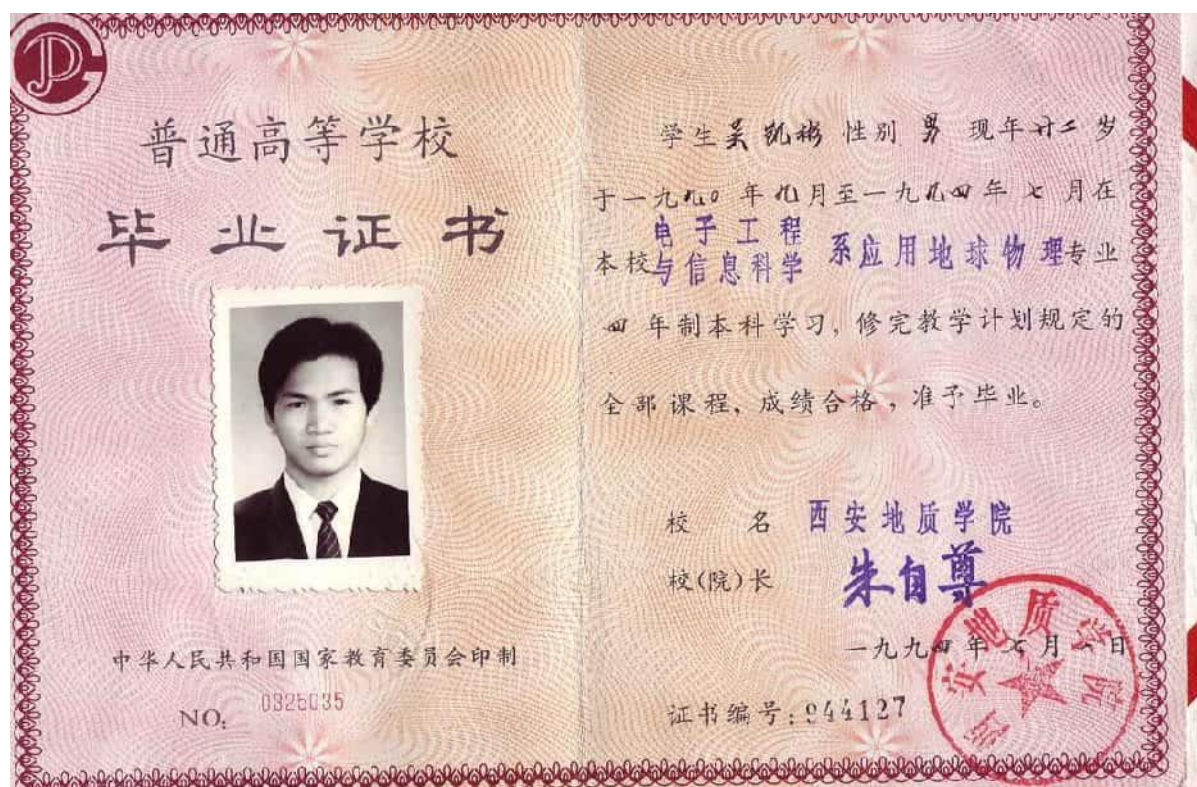 普通高等学校
毕业证书
中华人民共和国国家教育委员会印制
NO: 0325035
学生吴凯彬 性别 男 现年廿二岁
于一九九0年九月至一九九四年七月在
本校电子工程与信息科学系应用地球物理专业
四年制本科学习,修完教学计划规定的
全部课程,成绩合格,准予毕业。
校 名 西安地质学院
校(院)长 朱自尊
一九九四年七月一日
证书编号:944127
西安地质学院